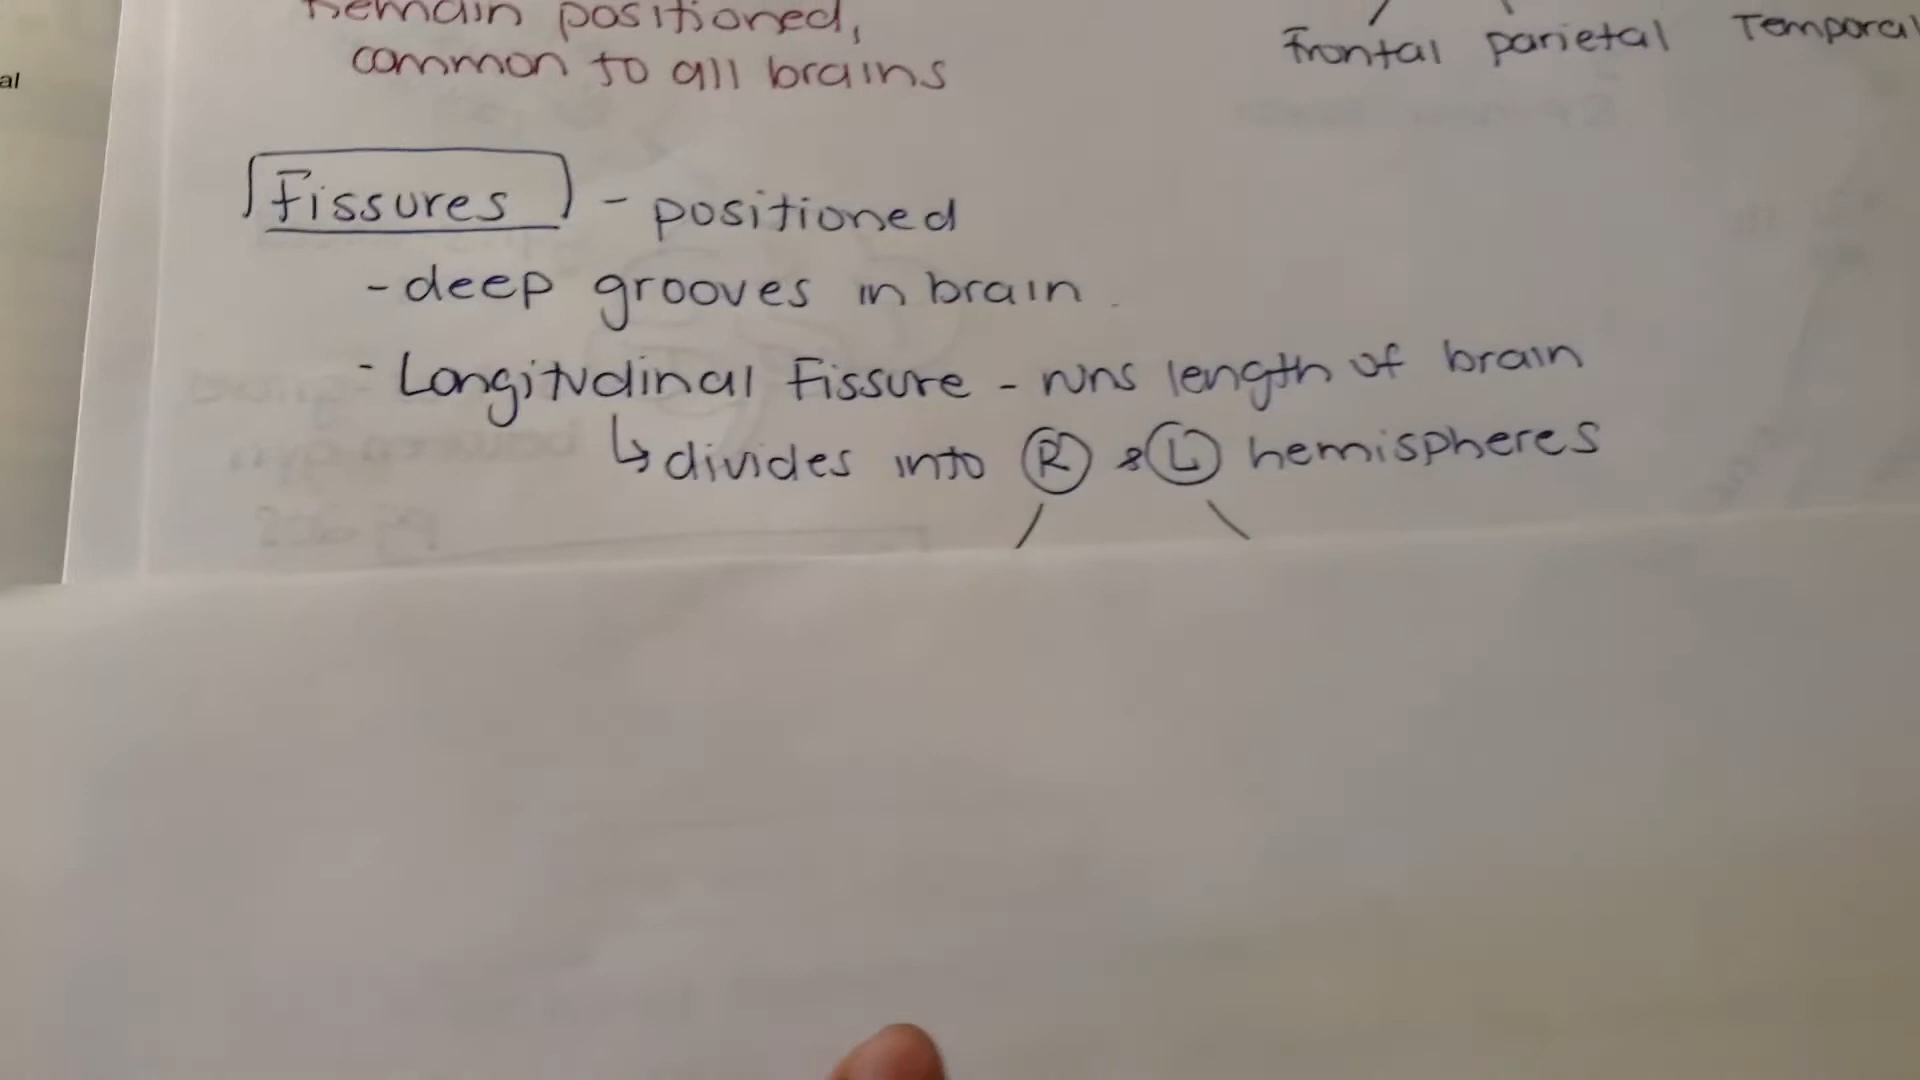 Remain positioned,
common to all brains
Frontal parietal Temporal
al
Fissures - positioned
- deep grooves in brain
- Longitudinal Fissure - runs length of brain
↳ divides into R & L hemispheres